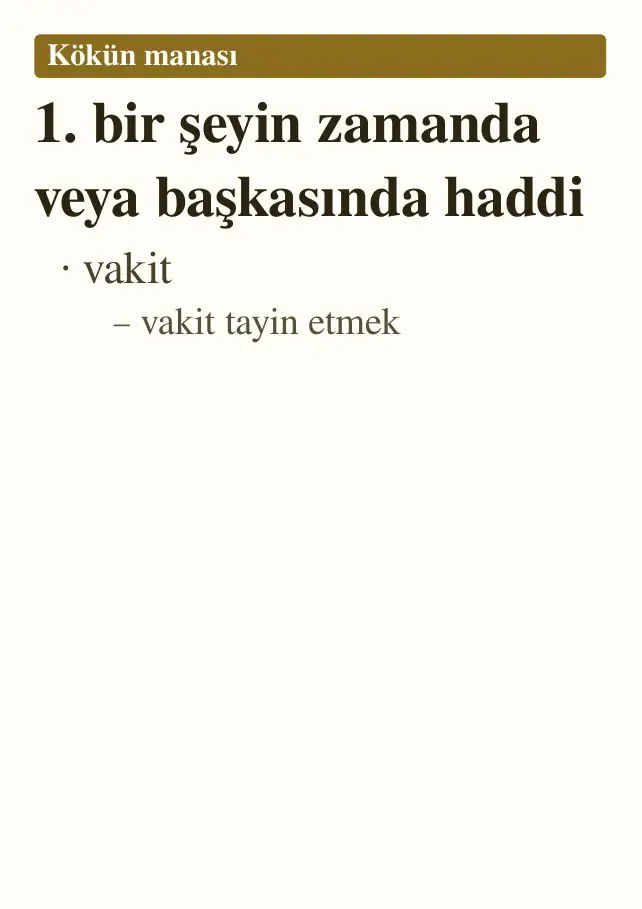 Kökün manası
1. bir şeyin zamanda
veya başkasında haddi
· vakit
– vakit tayin etmek